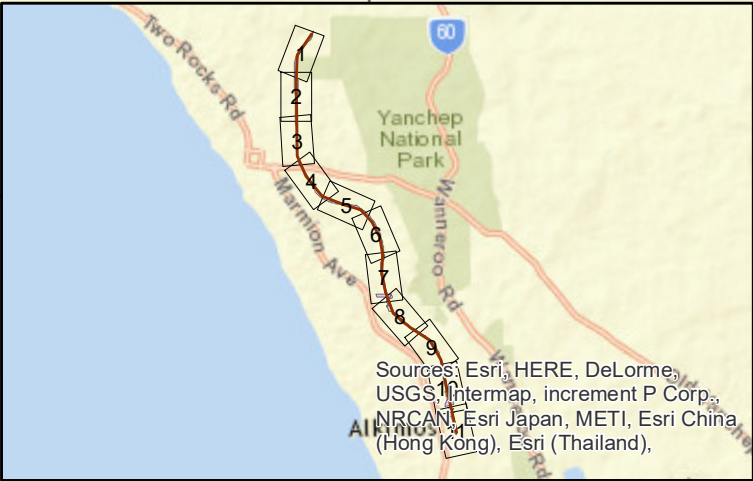 1
60
Two Rocks Rd
2
Yanchep
National
Park
3
4
Marmion Ave
5
Wanneroo Rd
6
7
8
9
Sources: Esri, HERE, DeLorme,
USGS, Intermap, increment P Corp.,
NRCAN, Esri Japan, METI, Esri China
(Hong Kong), Esri (Thailand),